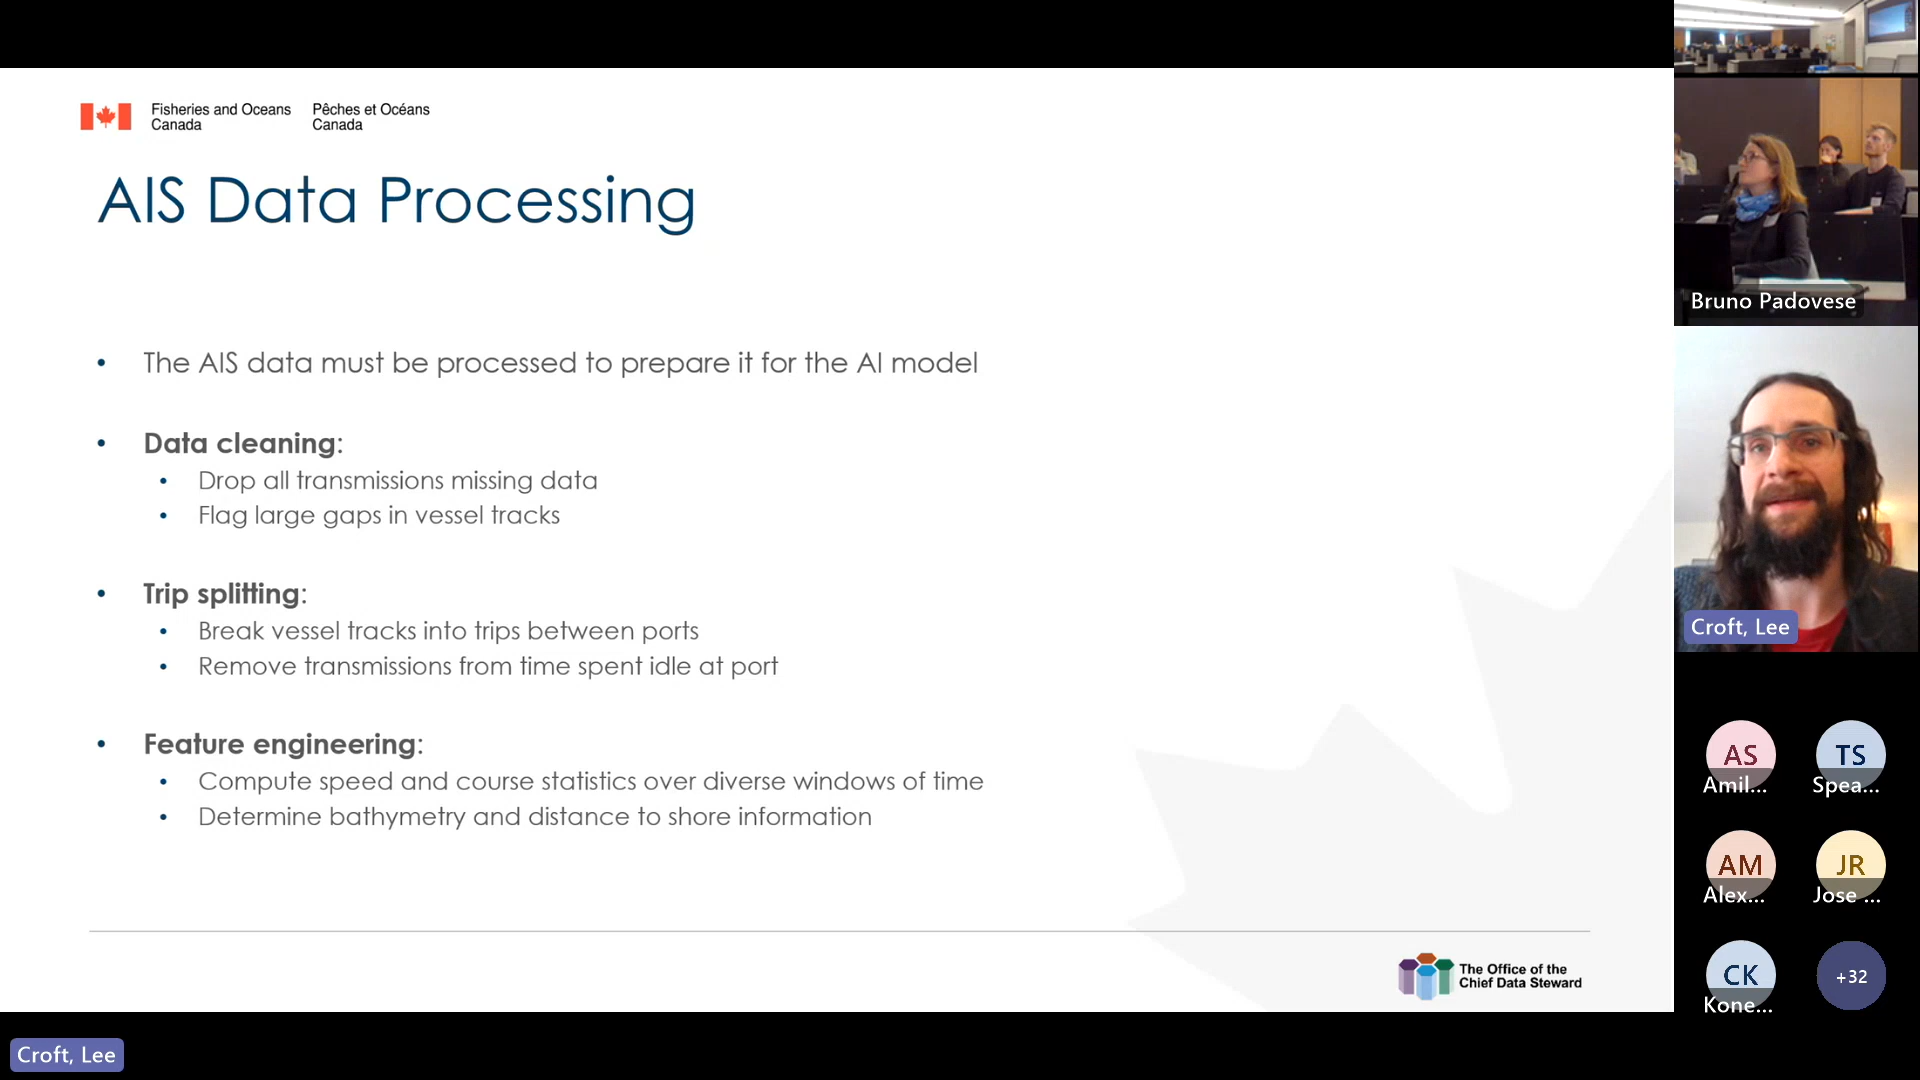 Fisheries and Oceans
Canada
Pêches et Océans
Canada
AIS Data Processing
• The AIS data must be processed to prepare it for the AI model
• Data cleaning:
• Drop all transmissions missing data
• Flag large gaps in vessel tracks
• Trip splitting:
• Break vessel tracks into trips between ports
• Remove transmissions from time spent idle at port
• Feature engineering:
• Compute speed and course statistics over diverse windows of time
• Determine bathymetry and distance to shore information
The Office of the
Chief Data Steward
Croft, Lee
Bruno Padovese
Croft, Lee
AS
Amil...
TS
Spea...
AM
Alex...
JR
Jose ...
CK
Kone...
+32